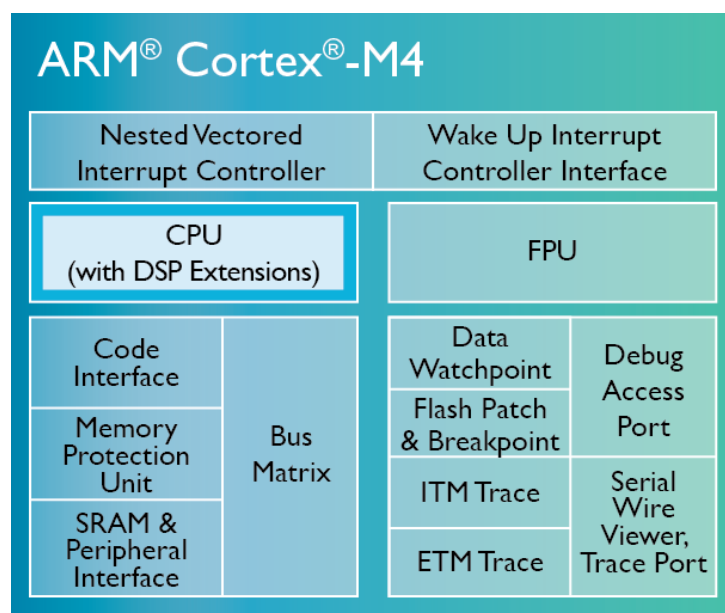 ARM® Cortex®-M4
Nested Vectored
Interrupt Controller
Wake Up Interrupt
Controller Interface
CPU
(with DSP Extensions)
FPU
Code
Interface
Memory
Protection
Unit
SRAM &
Peripheral
Interface
Bus
Matrix
Data
Watchpoint
Flash Patch
& Breakpoint
ITM Trace
ETM Trace
Debug
Access
Port
Serial
Wire
Viewer,
Trace Port